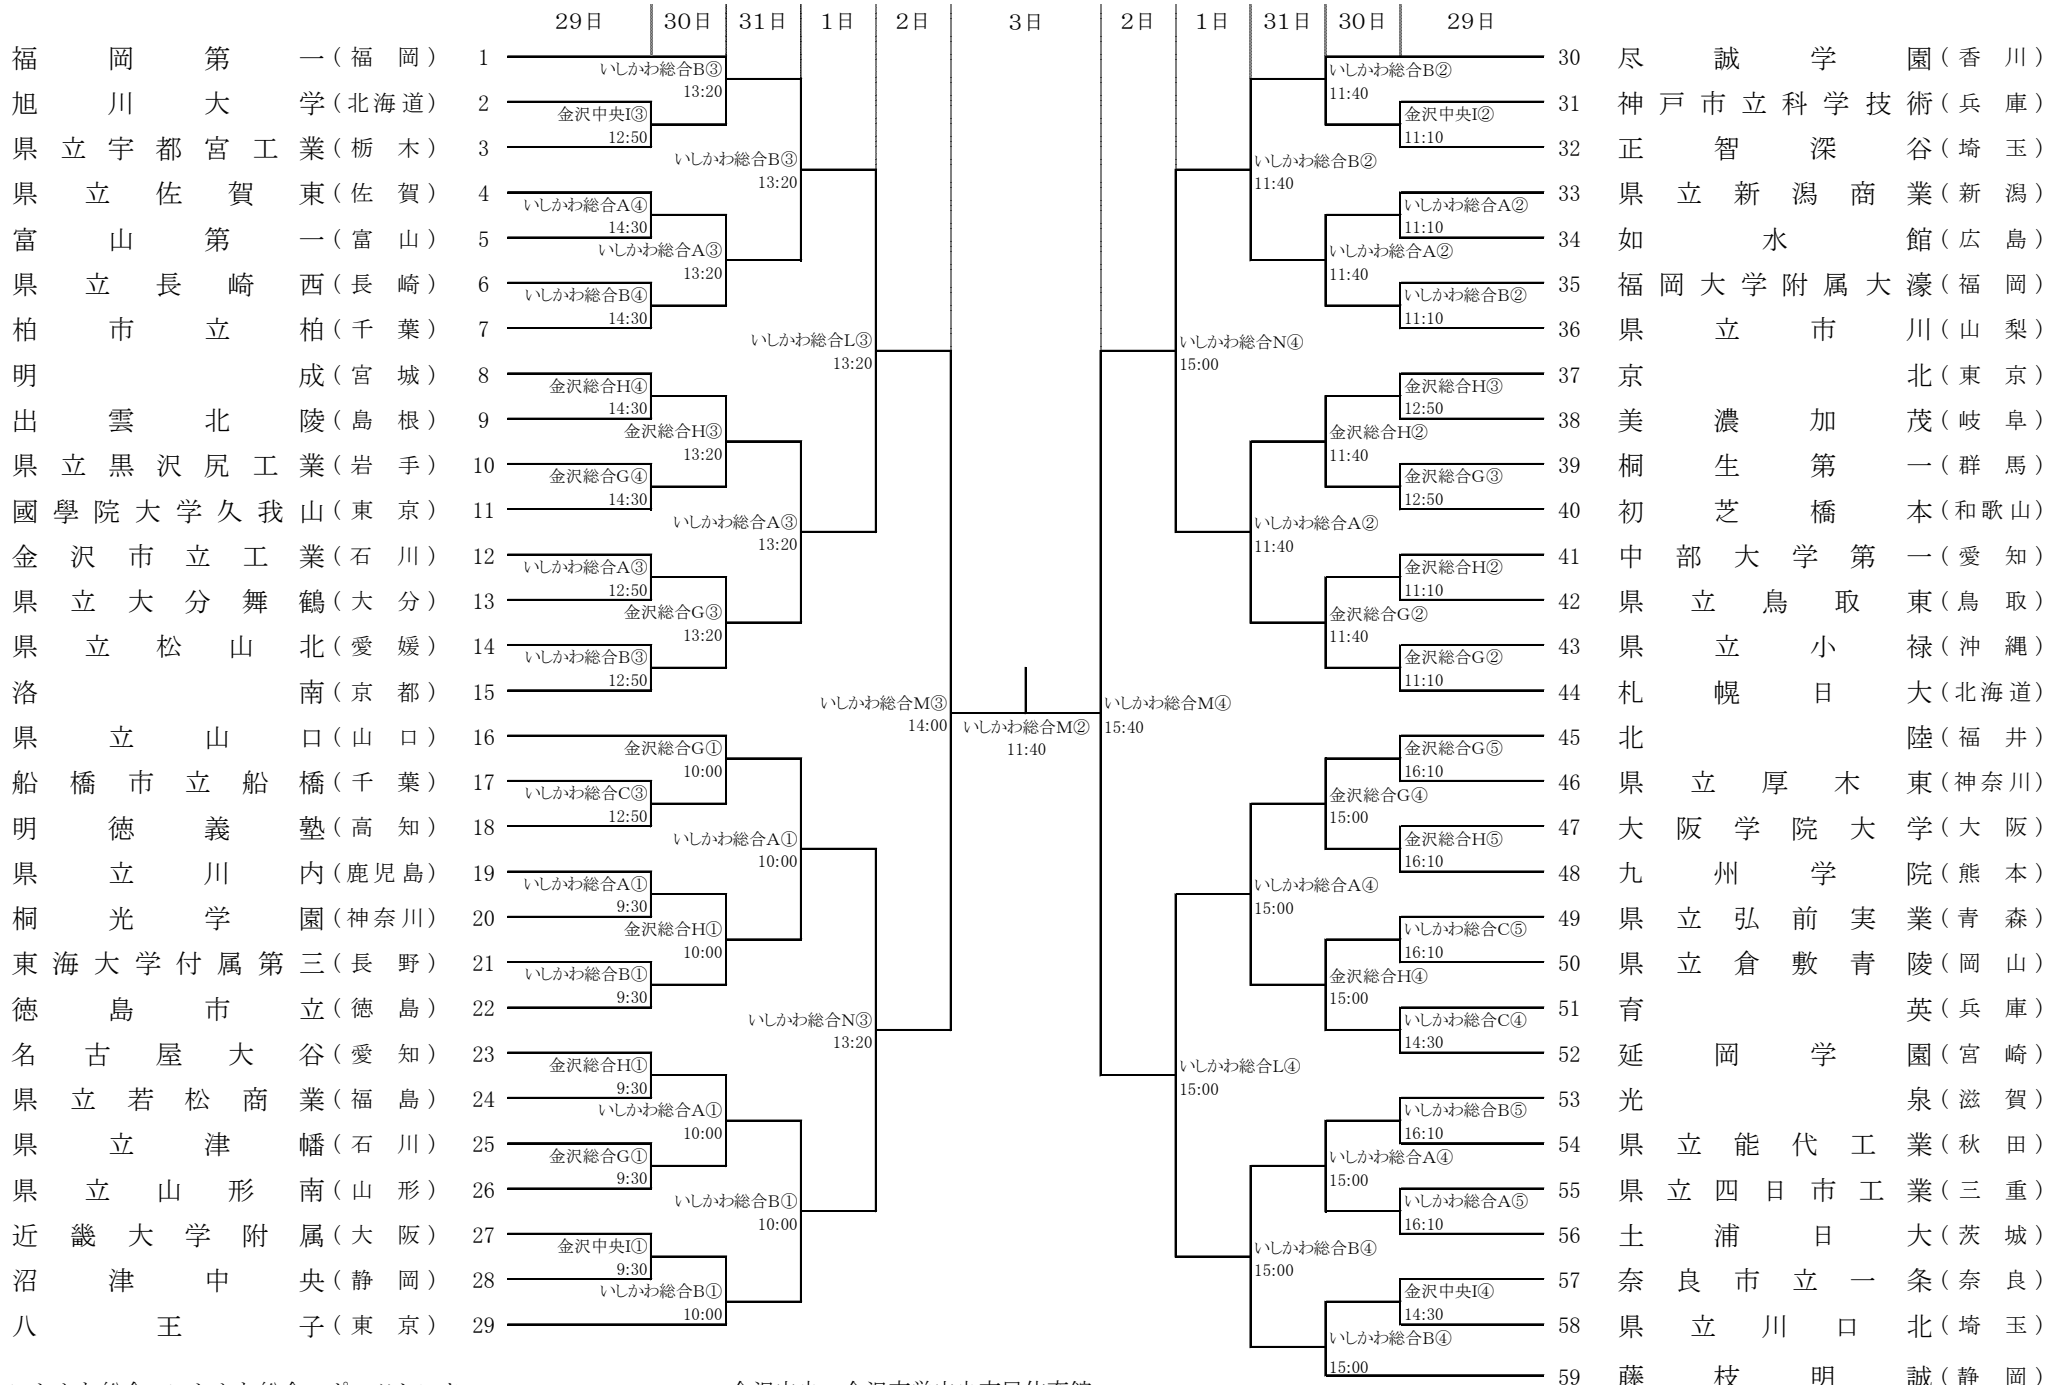 29日 30日 31日 1日 2日 3日 2日 1日 31日 30日 29日
福岡第一(福岡) 1
旭川大学(北海道) 2
県立宇都宮工業(栃木) 3
県立佐賀東(佐賀) 4
富山第一(富山) 5
県立長崎西(長崎) 6
柏市立柏(千葉) 7
明成(宮城) 8
出雲北陵(島根) 9
県立黒沢尻工業(岩手) 10
國學院大学久我山(東京) 11
金沢市立工業(石川) 12
県立大分舞鶴(大分) 13
県立松山北(愛媛) 14
洛南(京都) 15
県立山口(山口) 16
船橋市立船橋(千葉) 17
明徳義塾(高知) 18
県立川内(鹿児島) 19
桐光学園(神奈川) 20
東海大学付属第三(長野) 21
徳島市立(徳島) 22
名古屋大谷(愛知) 23
県立若松商業(福島) 24
県立津幡(石川) 25
県立山形南(山形) 26
近畿大学附属(大阪) 27
沼津中央(静岡) 28
八王子(東京) 29
金沢中央I③
12:50
いしかわ総合A④
14:30
いしかわ総合B④
14:30
金沢総合H④
14:30
金沢総合G④
14:30
いしかわ総合A③
12:50
いしかわ総合B③
12:50
いしかわ総合C③
12:50
いしかわ総合A①
9:30
いしかわ総合B①
9:30
金沢総合H①
9:30
金沢総合G①
9:30
金沢中央I①
9:30
いしかわ総合B③
13:20
いしかわ総合A③
13:20
金沢総合H③
13:20
金沢総合G③
13:20
金沢総合G①
10:00
金沢総合H①
10:00
いしかわ総合A①
10:00
いしかわ総合B①
10:00
いしかわ総合B③
13:20
いしかわ総合A③
13:20
いしかわ総合A①
10:00
いしかわ総合B①
10:00
いしかわ総合L③
13:20
いしかわ総合N③
13:20
いしかわ総合M③
14:00
いしかわ総合M②
11:40
いしかわ総合M④
15:40
いしかわ総合N④
15:00
いしかわ総合L④
15:00
いしかわ総合B②
11:40
いしかわ総合A②
11:40
いしかわ総合A④
15:00
いしかわ総合B④
15:00
いしかわ総合B②
11:40
いしかわ総合A②
11:40
金沢総合H②
11:40
金沢総合G②
11:40
金沢総合G④
15:00
金沢総合H④
15:00
いしかわ総合A④
15:00
いしかわ総合B④
15:00
金沢中央I②
11:10
いしかわ総合A②
11:10
いしかわ総合B②
11:10
金沢総合H③
12:50
金沢総合G③
12:50
金沢総合H②
11:10
金沢総合G②
11:10
金沢総合G⑤
16:10
金沢総合H⑤
16:10
いしかわ総合C⑤
16:10
いしかわ総合C④
14:30
いしかわ総合B⑤
16:10
いしかわ総合A⑤
16:10
金沢中央I④
14:30
30 尽誠学園(香川)
31 神戸市立科学技術(兵庫)
32 正智深谷(埼玉)
33 県立新潟商業(新潟)
34 如水館(広島)
35 福岡大学附属大濠(福岡)
36 県立市川(山梨)
37 京北(東京)
38 美濃加茂(岐阜)
39 桐生第一(群馬)
40 初芝橋本(和歌山)
41 中部大学第一(愛知)
42 県立鳥取東(鳥取)
43 県立小禄(沖縄)
44 札幌日大(北海道)
45 北陸(福井)
46 県立厚木東(神奈川)
47 大阪学院大学(大阪)
48 九州学院(熊本)
49 県立弘前実業(青森)
50 県立倉敷青陵(岡山)
51 育英(兵庫)
52 延岡学園(宮崎)
53 光泉(滋賀)
54 県立能代工業(秋田)
55 県立四日市工業(三重)
56 土浦日大(茨城)
57 奈良市立一条(奈良)
58 県立川口北(埼玉)
59 藤枝明誠(静岡)